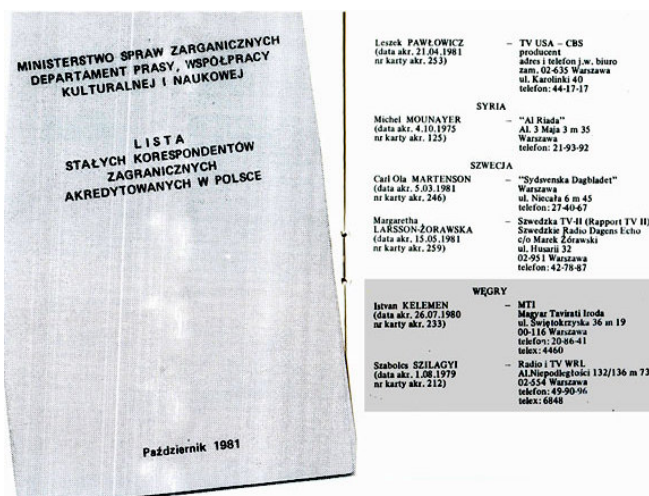 MINISTERSTWO SPRAW ZARGANICZNYCH
DEPARTAMENT PRASY, WSPÓŁPRACY
KULTURALNEJ I NAUKOWEJ
LISTA
STAŁYCH KORESPONDENTÓW
ZAGRANICZNYCH
AKREDYTOWANYCH W POLSCE
Październik 1981
Leszek PAWŁOWICZ – TV USA – CBS
(data akr. 21.04.1981 producent
nr karty akr. 253) adres i telefon j.w. biuro
zam. 02-635 Warszawa
ul. Karolinki 40
telefon: 44-17-17
SYRIA
Michel MOUNAYER – "Al Riada"
(data akr. 4.10.1975 Al. 3 Maja 3 m 35
nr karty akr. 125) Warszawa
telefon: 21-93-92
SZWECJA
Carl Ola MARTENSON – "Sydsvenska Dagbladet"
(data akr. 5.03.1981 Warszawa
nr karty akr, 246) ul. Niecała 6 m 45
telefon: 27-40-67
Margaretha – Szwedzka TV-II (Rapport TV II)
LARSSON-ŻORAWSKA Szwedzkie Radio Dagens Echo
(data akr. 15.05.1981 c/o Marek Żórawski
nr karty akr. 259) ul. Husarii 32
02-951 Warszawa
telefon: 42-78-87
WĘGRY
Istvan KELEMEN – MTI
(data akr. 26.07.1980 Magyar Tavirati Iroda
nr karty akr. 233) ul. Świętokrzyska 36 m 19
00-116 Warszawa
telefon: 20-86-41
telex: 4460
Szabolcs SZILAGYI – Radio i TV WRL
(data akr. 1.08.1979 Al.Niepodległości 132/136 m 73
nr karty akr. 212) 02-554 Warszawa
telefon: 49-90-96
telex: 6848